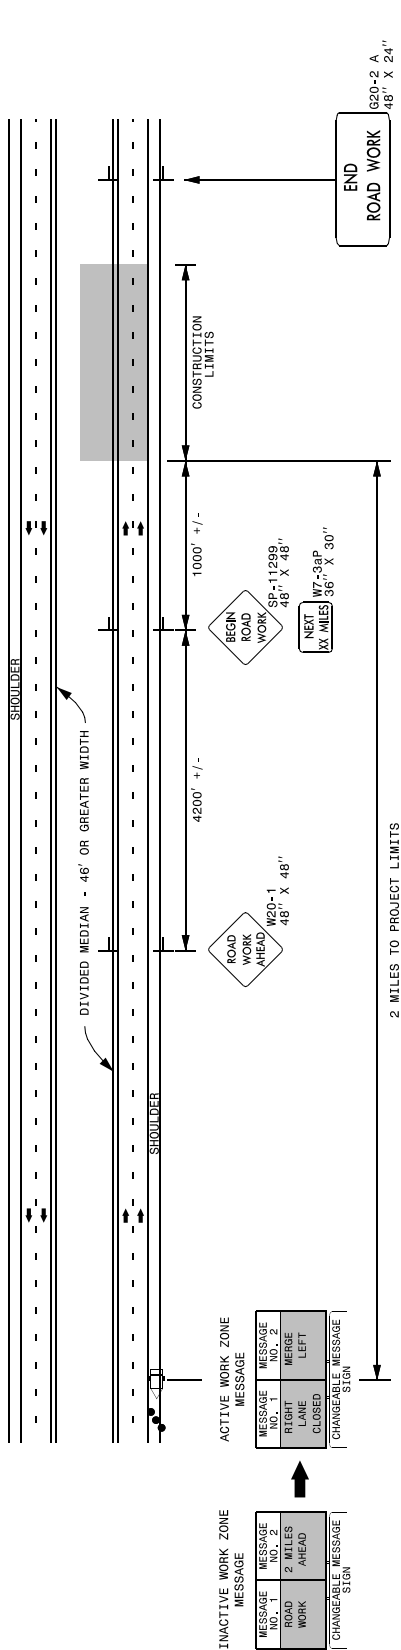 SHOULDER
DIVIDED MEDIAN - 46' OR GREATER WIDTH
SHOULDER
INACTIVE WORK ZONE
MESSAGE
MESSAGE
NO. 1
MESSAGE
NO. 2
ROAD
WORK
2 MILES
AHEAD
CHANGEABLE MESSAGE
SIGN
ACTIVE WORK ZONE
MESSAGE
MESSAGE
NO. 1
MESSAGE
NO. 2
RIGHT
LANE
CLOSED
MERGE
LEFT
CHANGEABLE MESSAGE
SIGN
4200' +/-
1000' +/-
CONSTRUCTION
LIMITS
ROAD
WORK
AHEAD
W20-1
48" X 48"
BEGIN
ROAD
WORK
SP-11299
48" X 48"
NEXT
XX MILES
W7-3aP
36" X 30"
END
ROAD WORK
G20-2 A
48" X 24"
2 MILES TO PROJECT LIMITS